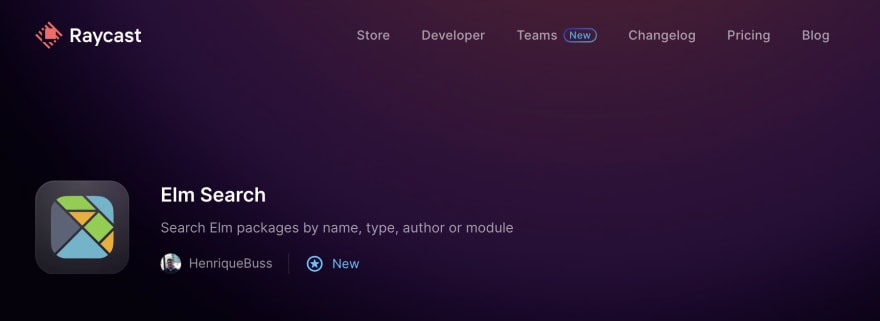 Raycast Store Developer Teams New Changelog Pricing Blog
Elm Search
Search Elm packages by name, type, author or module
HenriqueBuss New